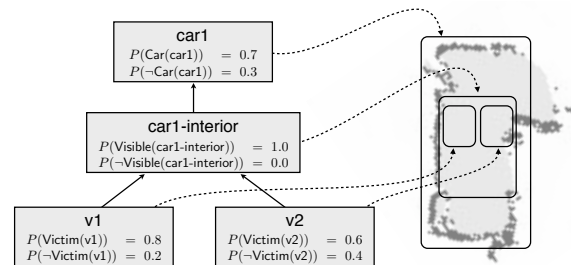 car1
P(Car(car1)) = 0.7
P(¬Car(car1)) = 0.3
car1-interior
P(Visible(car1-interior)) = 1.0
P(¬Visible(car1-interior)) = 0.0
v1
P(Victim(v1)) = 0.8
P(¬Victim(v1)) = 0.2
v2
P(Victim(v2)) = 0.6
P(¬Victim(v2)) = 0.4